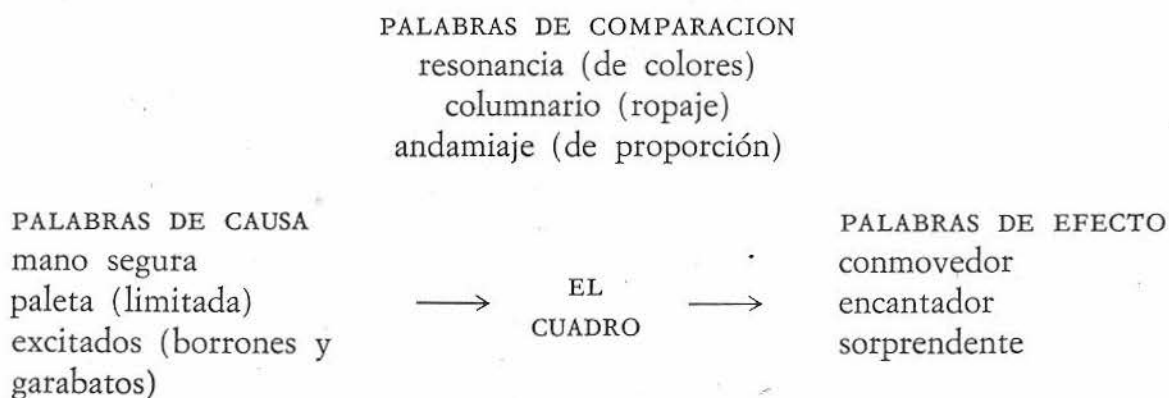 PALABRAS DE COMPARACION
resonancia (de colores)
columnario (ropaje)
andamiaje (de proporción)
PALABRAS DE CAUSA
mano segura
paleta (limitada)
excitados (borrones y
garabatos)
→ EL →
CUADRO
PALABRAS DE EFECTO
conmovedor
encantador
sorprendente